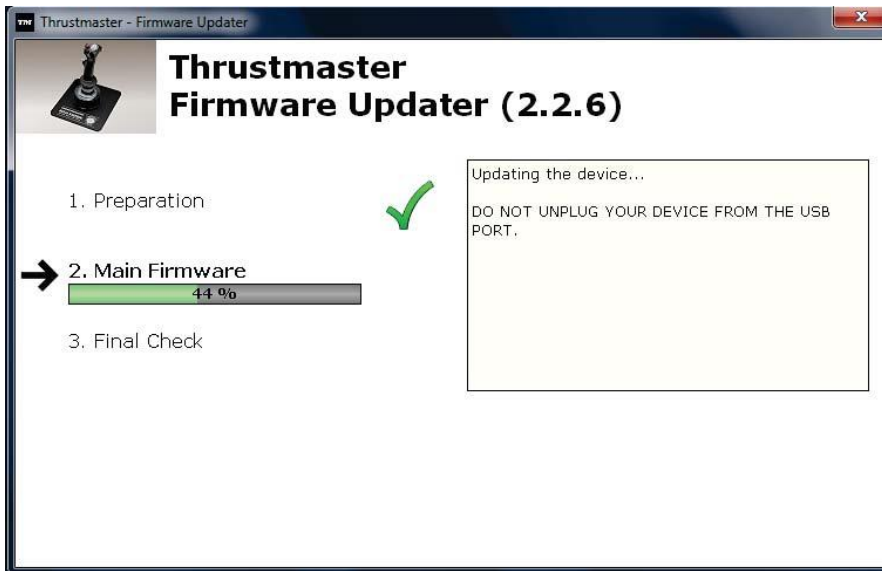 Thrustmaster - Firmware Updater
Thrustmaster
Firmware Updater (2.2.6)
1. Preparation
2. Main Firmware
44 %
3. Final Check
Updating the device...
DO NOT UNPLUG YOUR DEVICE FROM THE USB
PORT.